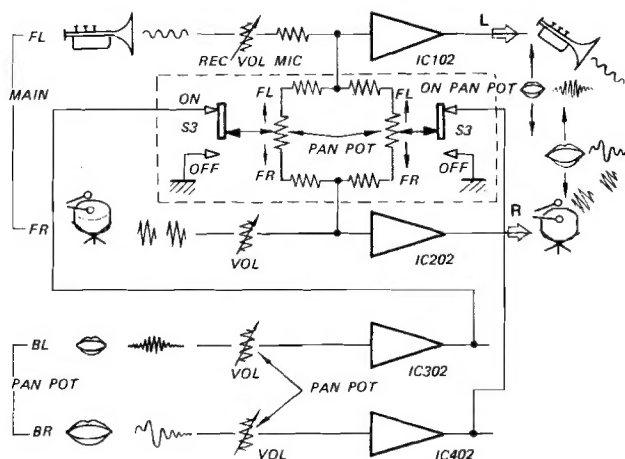 FL
REC VOL MIC
IC102
L
MAIN
ON
FL
FL
ON PAN POT
S3
S3
PAN POT
OFF
FR
FR
OFF
FR
VOL
IC202
R
BL
VOL
IC302
PAN POT
PAN POT
BR
VOL
IC402